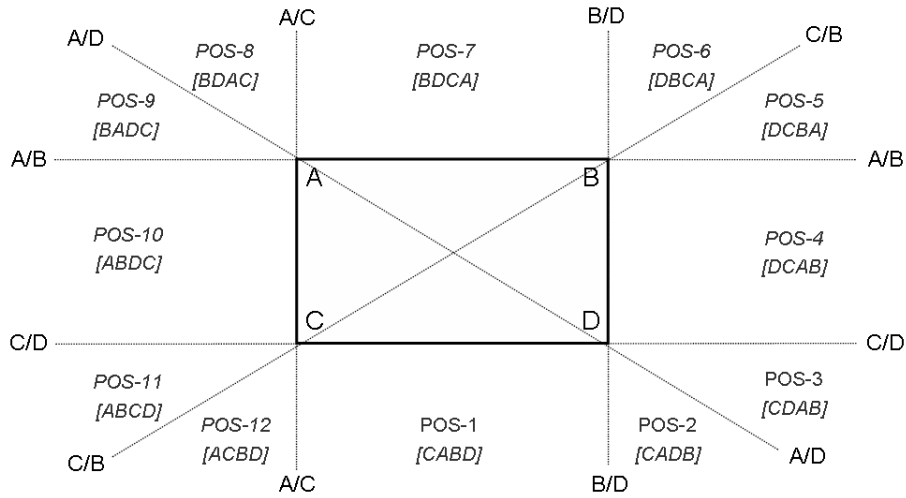 A/C
B/D
A/D
POS-8
[BDAC]
POS-7
[BDCA]
POS-6
[DBCA]
C/B
POS-9
[BADC]
POS-5
[DCBA]
A/B
A/B
A
B
POS-10
[ABDC]
POS-4
[DCAB]
C
D
C/D
C/D
POS-11
[ABCD]
POS-3
[CDAB]
POS-12
[ACBD]
POS-1
[CABD]
POS-2
[CADB]
C/B
A/D
A/C
B/D